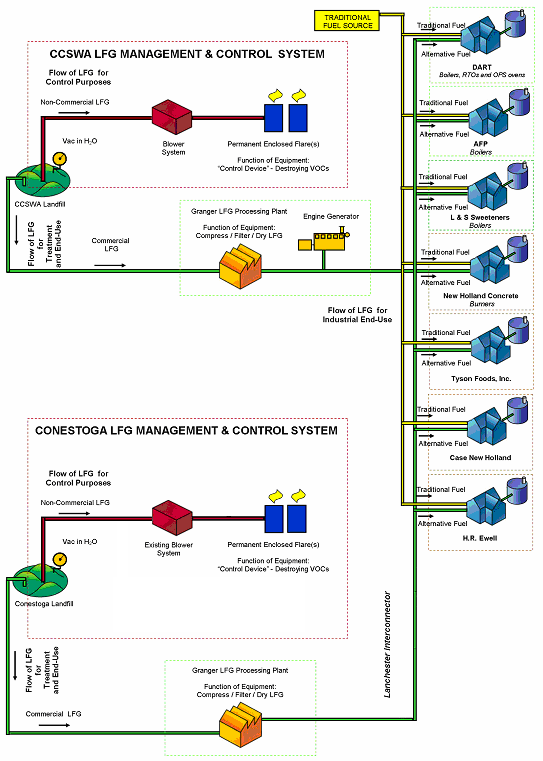 TRADITIONAL
FUEL SOURCE
CCSWA LFG MANAGEMENT & CONTROL SYSTEM
Flow of LFG for
Control Purposes
Non-Commercial LFG
Vac in H2O
Blower
System
Permanent Enclosed Flare(s)
Function of Equipment:
"Control Device" - Destroying VOCs
CCSWA Landfill
Flow of LFG
for
Treatment
and End-Use
Commercial
LFG
Granger LFG Processing Plant
Function of Equipment:
Compress / Filter / Dry LFG
Engine Generator
Flow of LFG for
Industrial End-Use
Traditional Fuel
Alternative Fuel
DART
Boilers, RTOs and OPS ovens
Traditional Fuel
Alternative Fuel
AFP
Boilers
Traditional Fuel
Alternative Fuel
L & S Sweeteners
Boilers
Traditional Fuel
Alternative Fuel
New Holland Concrete
Burners
Traditional Fuel
Alternative Fuel
Tyson Foods, Inc.
Traditional Fuel
Alternative Fuel
Case New Holland
Traditional Fuel
Alternative Fuel
H.R. Ewell
CONESTOGA LFG MANAGEMENT & CONTROL SYSTEM
Flow of LFG for
Control Purposes
Non-Commercial LFG
Vac in H2O
Existing Blower
System
Permanent Enclosed Flare(s)
Function of Equipment:
"Control Device" - Destroying VOCs
Conestoga Landfill
Flow of LFG
for
Treatment
and End-Use
Commercial LFG
Granger LFG Processing Plant
Function of Equipment:
Compress / Filter / Dry LFG
Lanchester Interconnector